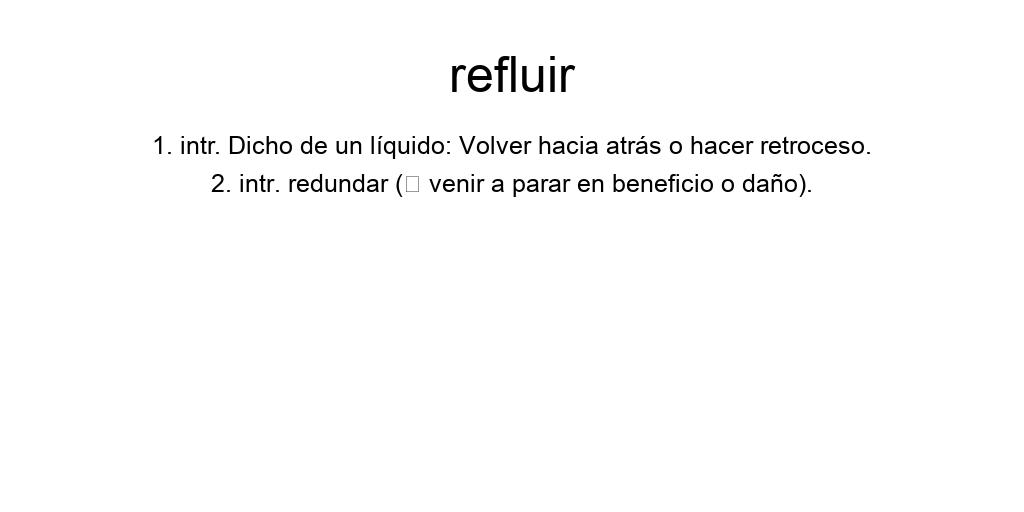 refluir
1. intr. Dicho de un líquido: Volver hacia atrás o hacer retroceso.
2. intr. redundar (□ venir a parar en beneficio o daño).